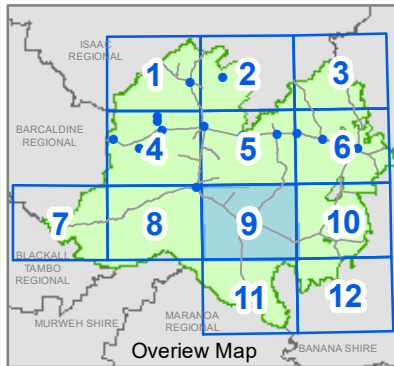 ISAAC
REGIONAL
1
2
3
BARCALDINE
REGIONAL
4
5
6
7
8
9
10
BLACKALL
TAMBO
REGIONAL
11
12
MURWEH SHIRE
MARANOA
REGIONAL
BANANA SHIRE
Overiew Map